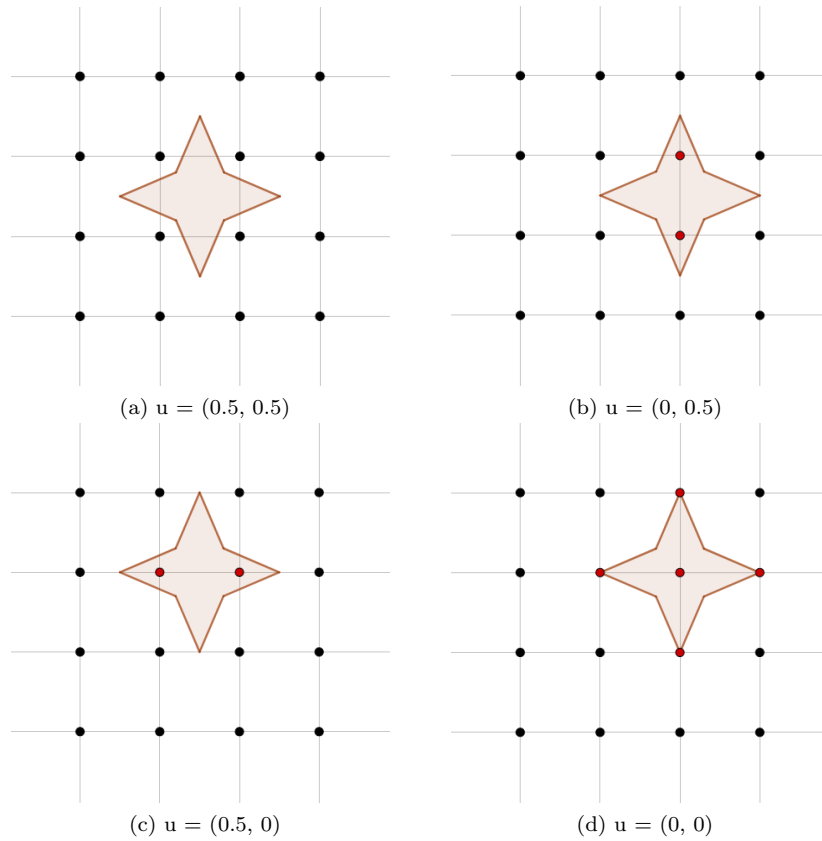 (a) u = (0.5, 0.5)
(b) u = (0, 0.5)
(c) u = (0.5, 0)
(d) u = (0, 0)